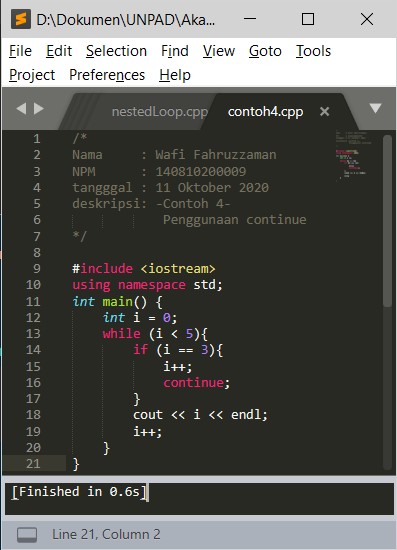 D:\Dokumen\UNPAD\Aka...
File Edit Selection Find View Goto Tools
Project Preferences Help
nestedLoop.cpp contoh4.cpp ×
1 /*
2 Nama : Wafi Fahruzzaman
3 NPM : 140810200009
4 tangggal : 11 Oktober 2020
5 deskripsi: -Contoh 4-
6 Penggunaan continue
7 */
8
9 #include <iostream>
10 using namespace std;
11 int main() {
12 int i = 0;
13 while (i < 5){
14 if (i == 3){
15 i++;
16 continue;
17 }
18 cout << i << endl;
19 i++;
20 }
21 }
[Finished in 0.6s]
Line 21, Column 2